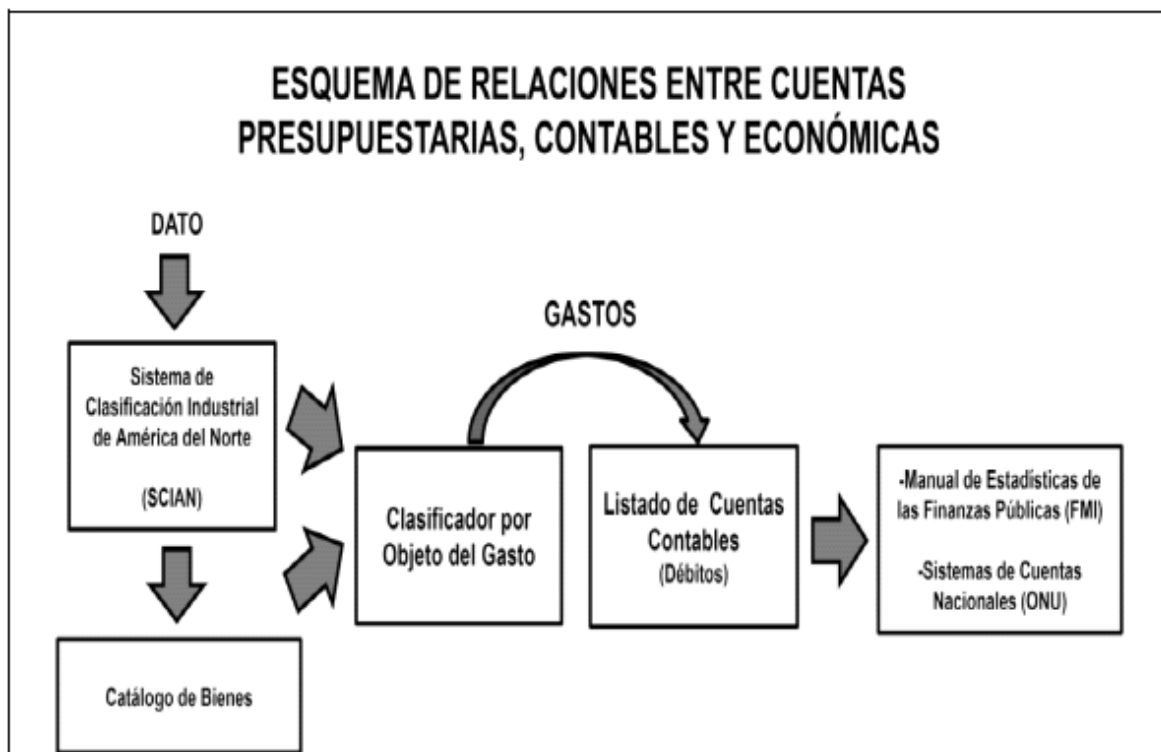 ESQUEMA DE RELACIONES ENTRE CUENTAS
PRESUPUESTARIAS, CONTABLES Y ECONÓMICAS
DATO
Sistema de
Clasificación Industrial
de América del Norte
(SCIAN)
Catálogo de Bienes
GASTOS
Clasificador por
Objeto del Gasto
Listado de Cuentas
Contables
(Débitos)
-Manual de Estadísticas de
las Finanzas Públicas (FMI)
-Sistemas de Cuentas
Nacionales (ONU)